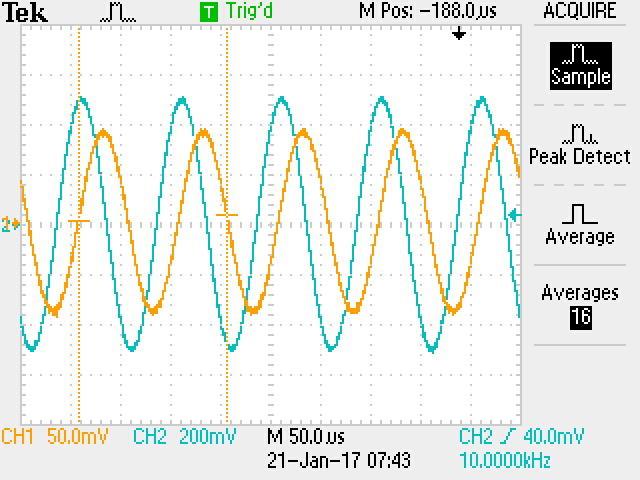 Tek T Trig'd M Pos: -188.0us ACQUIRE
Sample
Peak Detect
Average
Averages
16
1
2
CH1 50.0mV CH2 200mV M 50.0us CH2 40.0mV
21-Jan-17 07:43 10.0000kHz